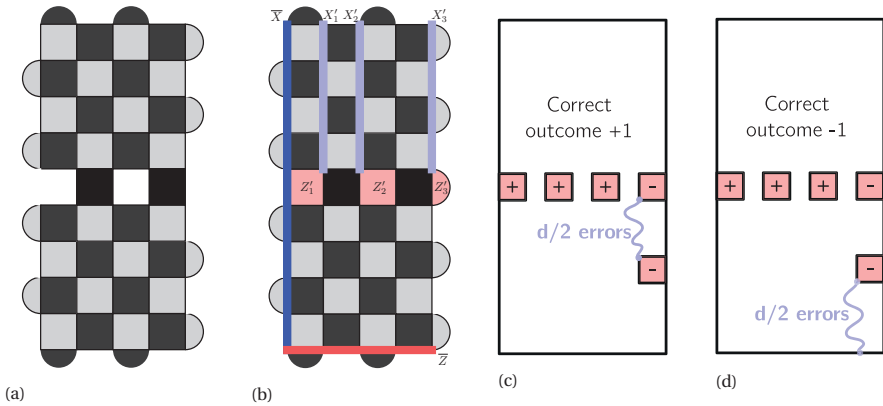 X̅ X′₁ X′₂ X′₃
Z′₁ Z′₂ Z′₃
Z̅
Correct
outcome +1
+ + + -
d/2 errors
-
Correct
outcome -1
+ + + -
-
d/2 errors
(a) (b) (c) (d)